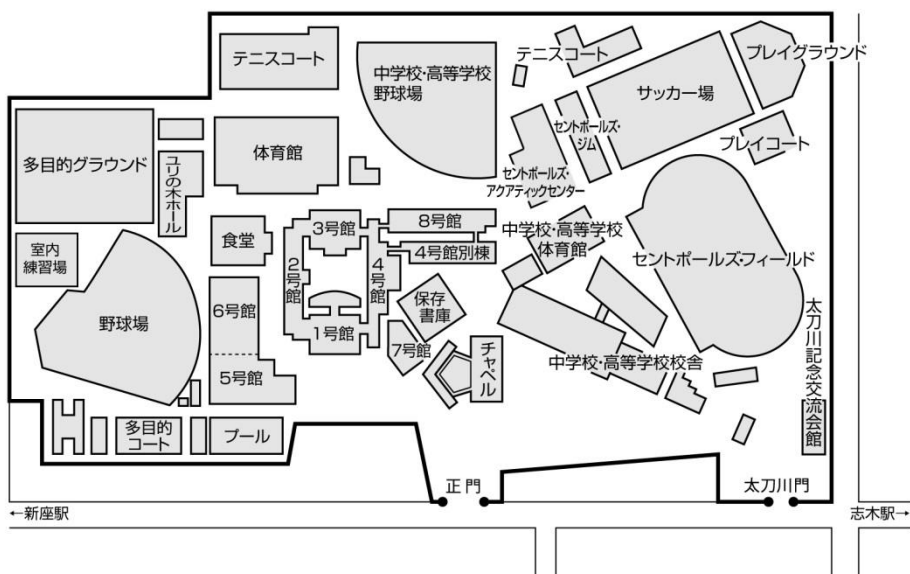 テニスコート
中学校・高等学校
野球場
テニスコート
プレイグラウンド
サッカー場
多目的グラウンド
ユリの木ホール
体育館
セントポールズ・
ジム
プレイコート
セントポールズ・
アクアティックセンター
3号館
8号館
中学校・高等学校
体育館
室内
練習場
食堂
2号館
4号館
4号館別棟
セントポールズ・フィールド
野球場
6号館
保存
書庫
1号館
7号館
チャペル
5号館
中学校・高等学校校舎
太刀川記念交流会館
多目的
コート
プール
正門
太刀川門
←新座駅
志木駅→